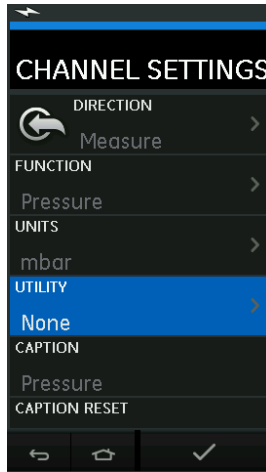 CHANNEL SETTINGS
DIRECTION
Measure
FUNCTION
Pressure
UNITS
mbar
UTILITY
None
CAPTION
Pressure
CAPTION RESET